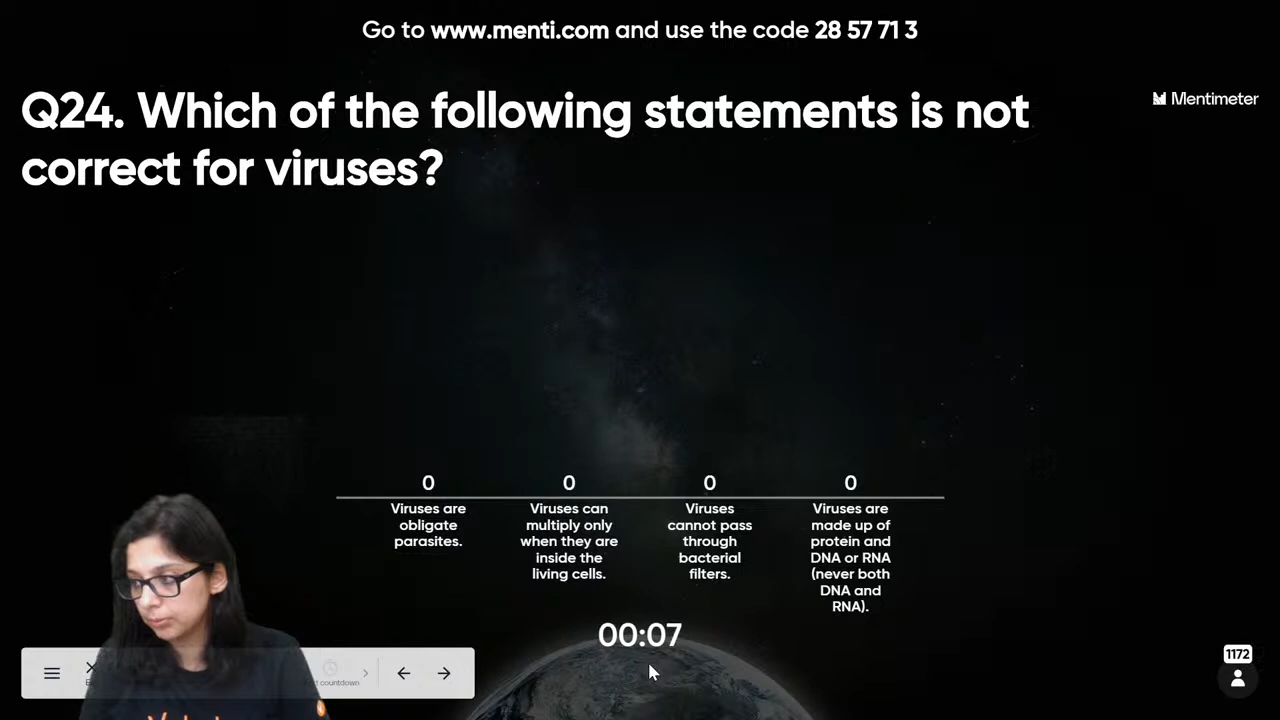 Go to www.menti.com and use the code 28 57 71 3
Q24. Which of the following statements is not
correct for viruses?
Mentimeter
0
0
0
0
Viruses are
obligate
parasites.
Viruses can
multiply only
when they are
inside the
living cells.
Viruses
cannot pass
through
bacterial
filters.
Viruses are
made up of
protein and
DNA or RNA
(never both
DNA and
RNA).
00:07
countdown
1172